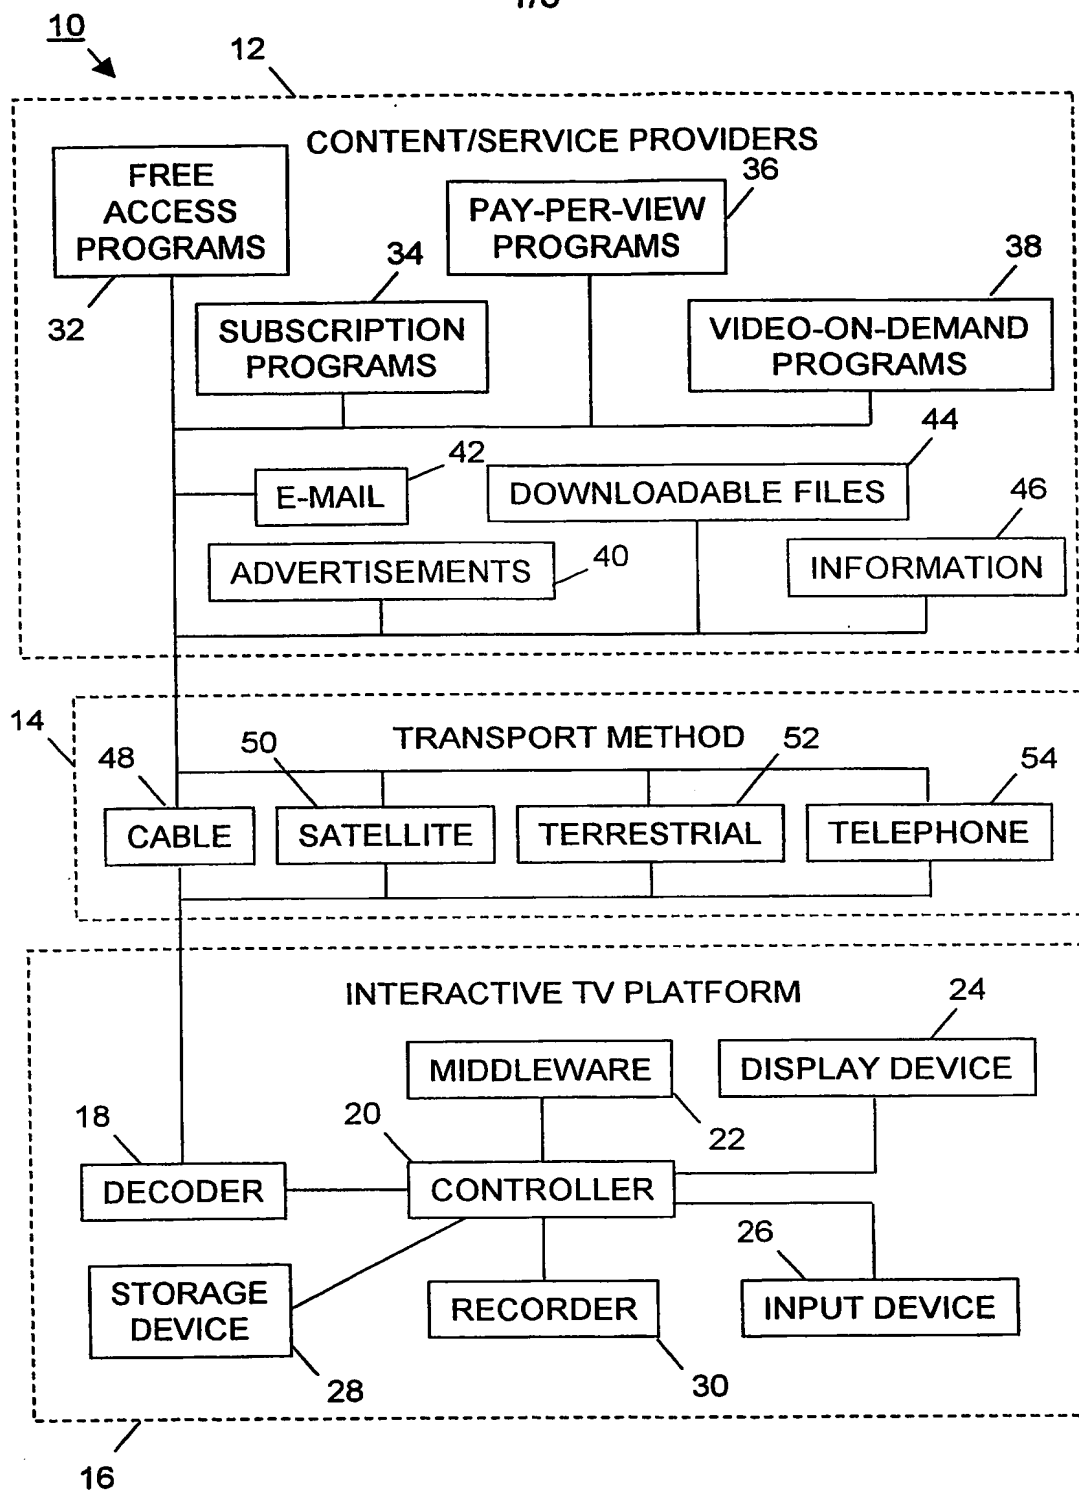 10
12
CONTENT/SERVICE PROVIDERS
FREE
ACCESS
PROGRAMS
32
PAY-PER-VIEW
PROGRAMS
36
34
SUBSCRIPTION
PROGRAMS
38
VIDEO-ON-DEMAND
PROGRAMS
42
E-MAIL
44
DOWNLOADABLE FILES
46
ADVERTISEMENTS
40
INFORMATION
14
TRANSPORT METHOD
48
CABLE
50
SATELLITE
52
TERRESTRIAL
54
TELEPHONE
INTERACTIVE TV PLATFORM
24
MIDDLEWARE
22
DISPLAY DEVICE
18
DECODER
20
CONTROLLER
26
STORAGE
DEVICE
28
RECORDER
30
INPUT DEVICE
16